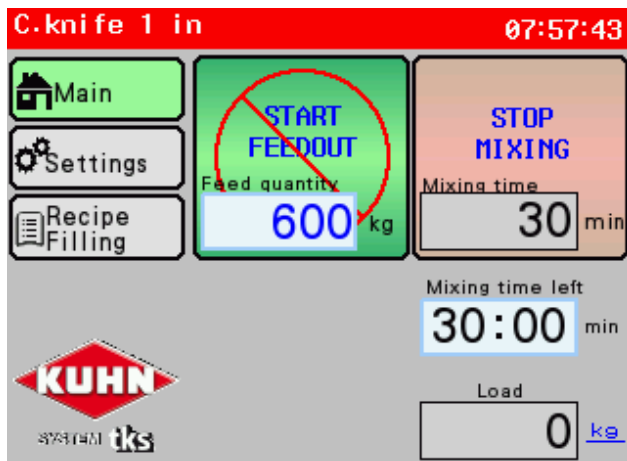 C.knife 1 in
07:57:43
Main
Settings
Recipe
Filling
START
FEEDOUT
Feed quantity
600 kg
STOP
MIXING
Mixing time
30 min
Mixing time left
30:00 min
Load
0 kg
KUHN
SYSTEM tks